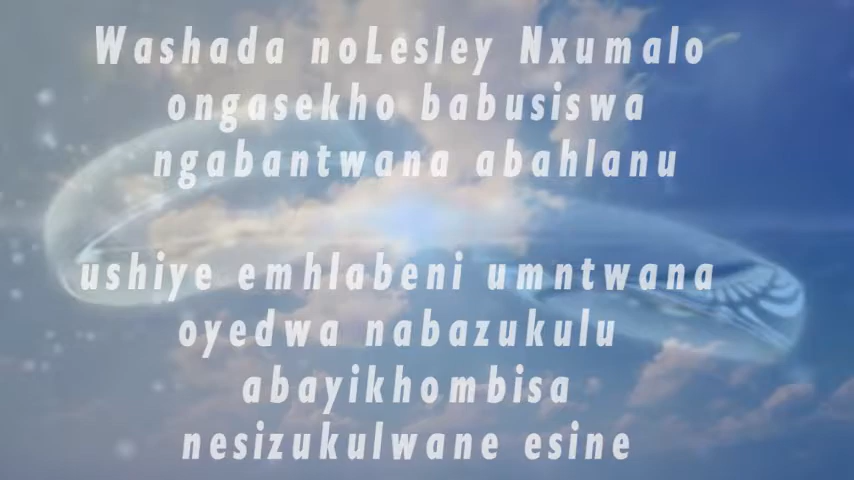 Washada noLesley Nxumalo
ongasekho babusiswa
ngabantwana abahlanu
ushiye emhlabeni umntwana
oyedwa nabazukulu
abayikhombisa
nesizukulwane esine